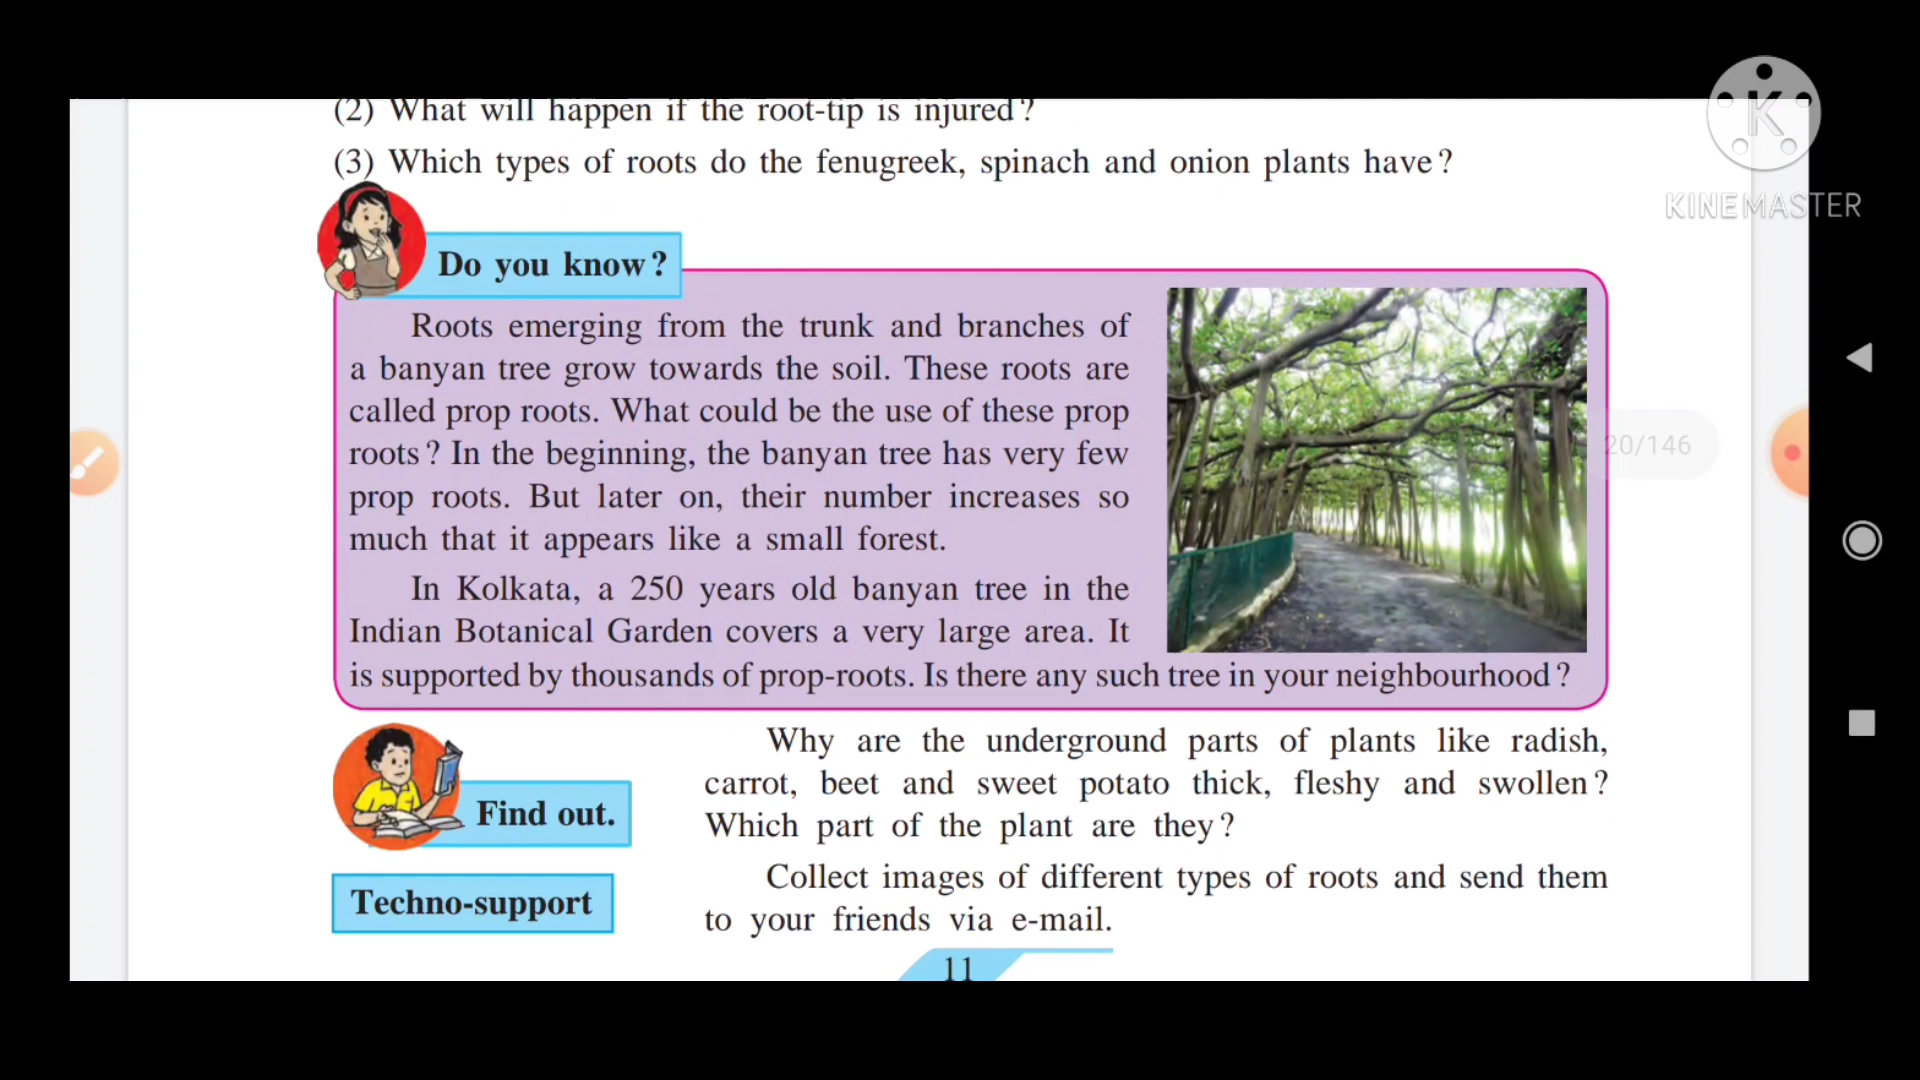 (2) What will happen if the root-tip is injured?
(3) Which types of roots do the fenugreek, spinach and onion plants have?
K
KINEMASTER
Do you know?
Roots emerging from the trunk and branches of
a banyan tree grow towards the soil. These roots are
called prop roots. What could be the use of these prop
roots? In the beginning, the banyan tree has very few
prop roots. But later on, their number increases so
much that it appears like a small forest.
20/146
In Kolkata, a 250 years old banyan tree in the
Indian Botanical Garden covers a very large area. It
is supported by thousands of prop-roots. Is there any such tree in your neighbourhood?
Find out.
Why are the underground parts of plants like radish,
carrot, beet and sweet potato thick, fleshy and swollen?
Which part of the plant are they?
Techno-support
Collect images of different types of roots and send them
to your friends via e-mail.
11